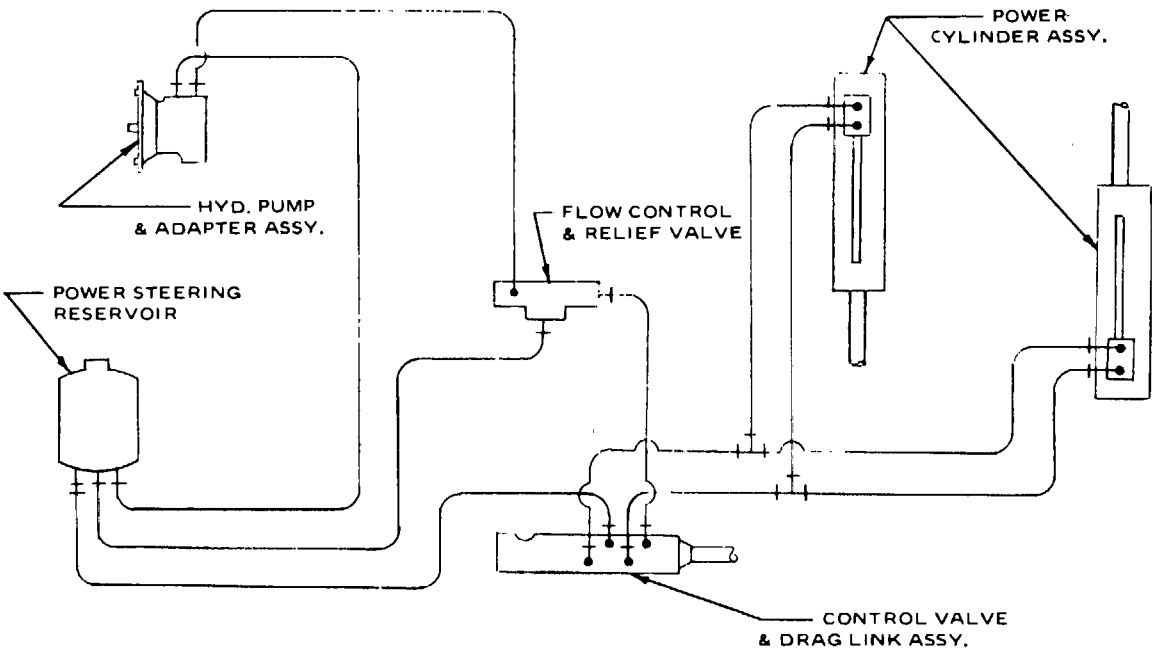 POWER
CYLINDER ASSY.
HYD. PUMP
& ADAPTER ASSY.
FLOW CONTROL
& RELIEF VALVE
POWER STEERING
RESERVOIR
CONTROL VALVE
& DRAG LINK ASSY.